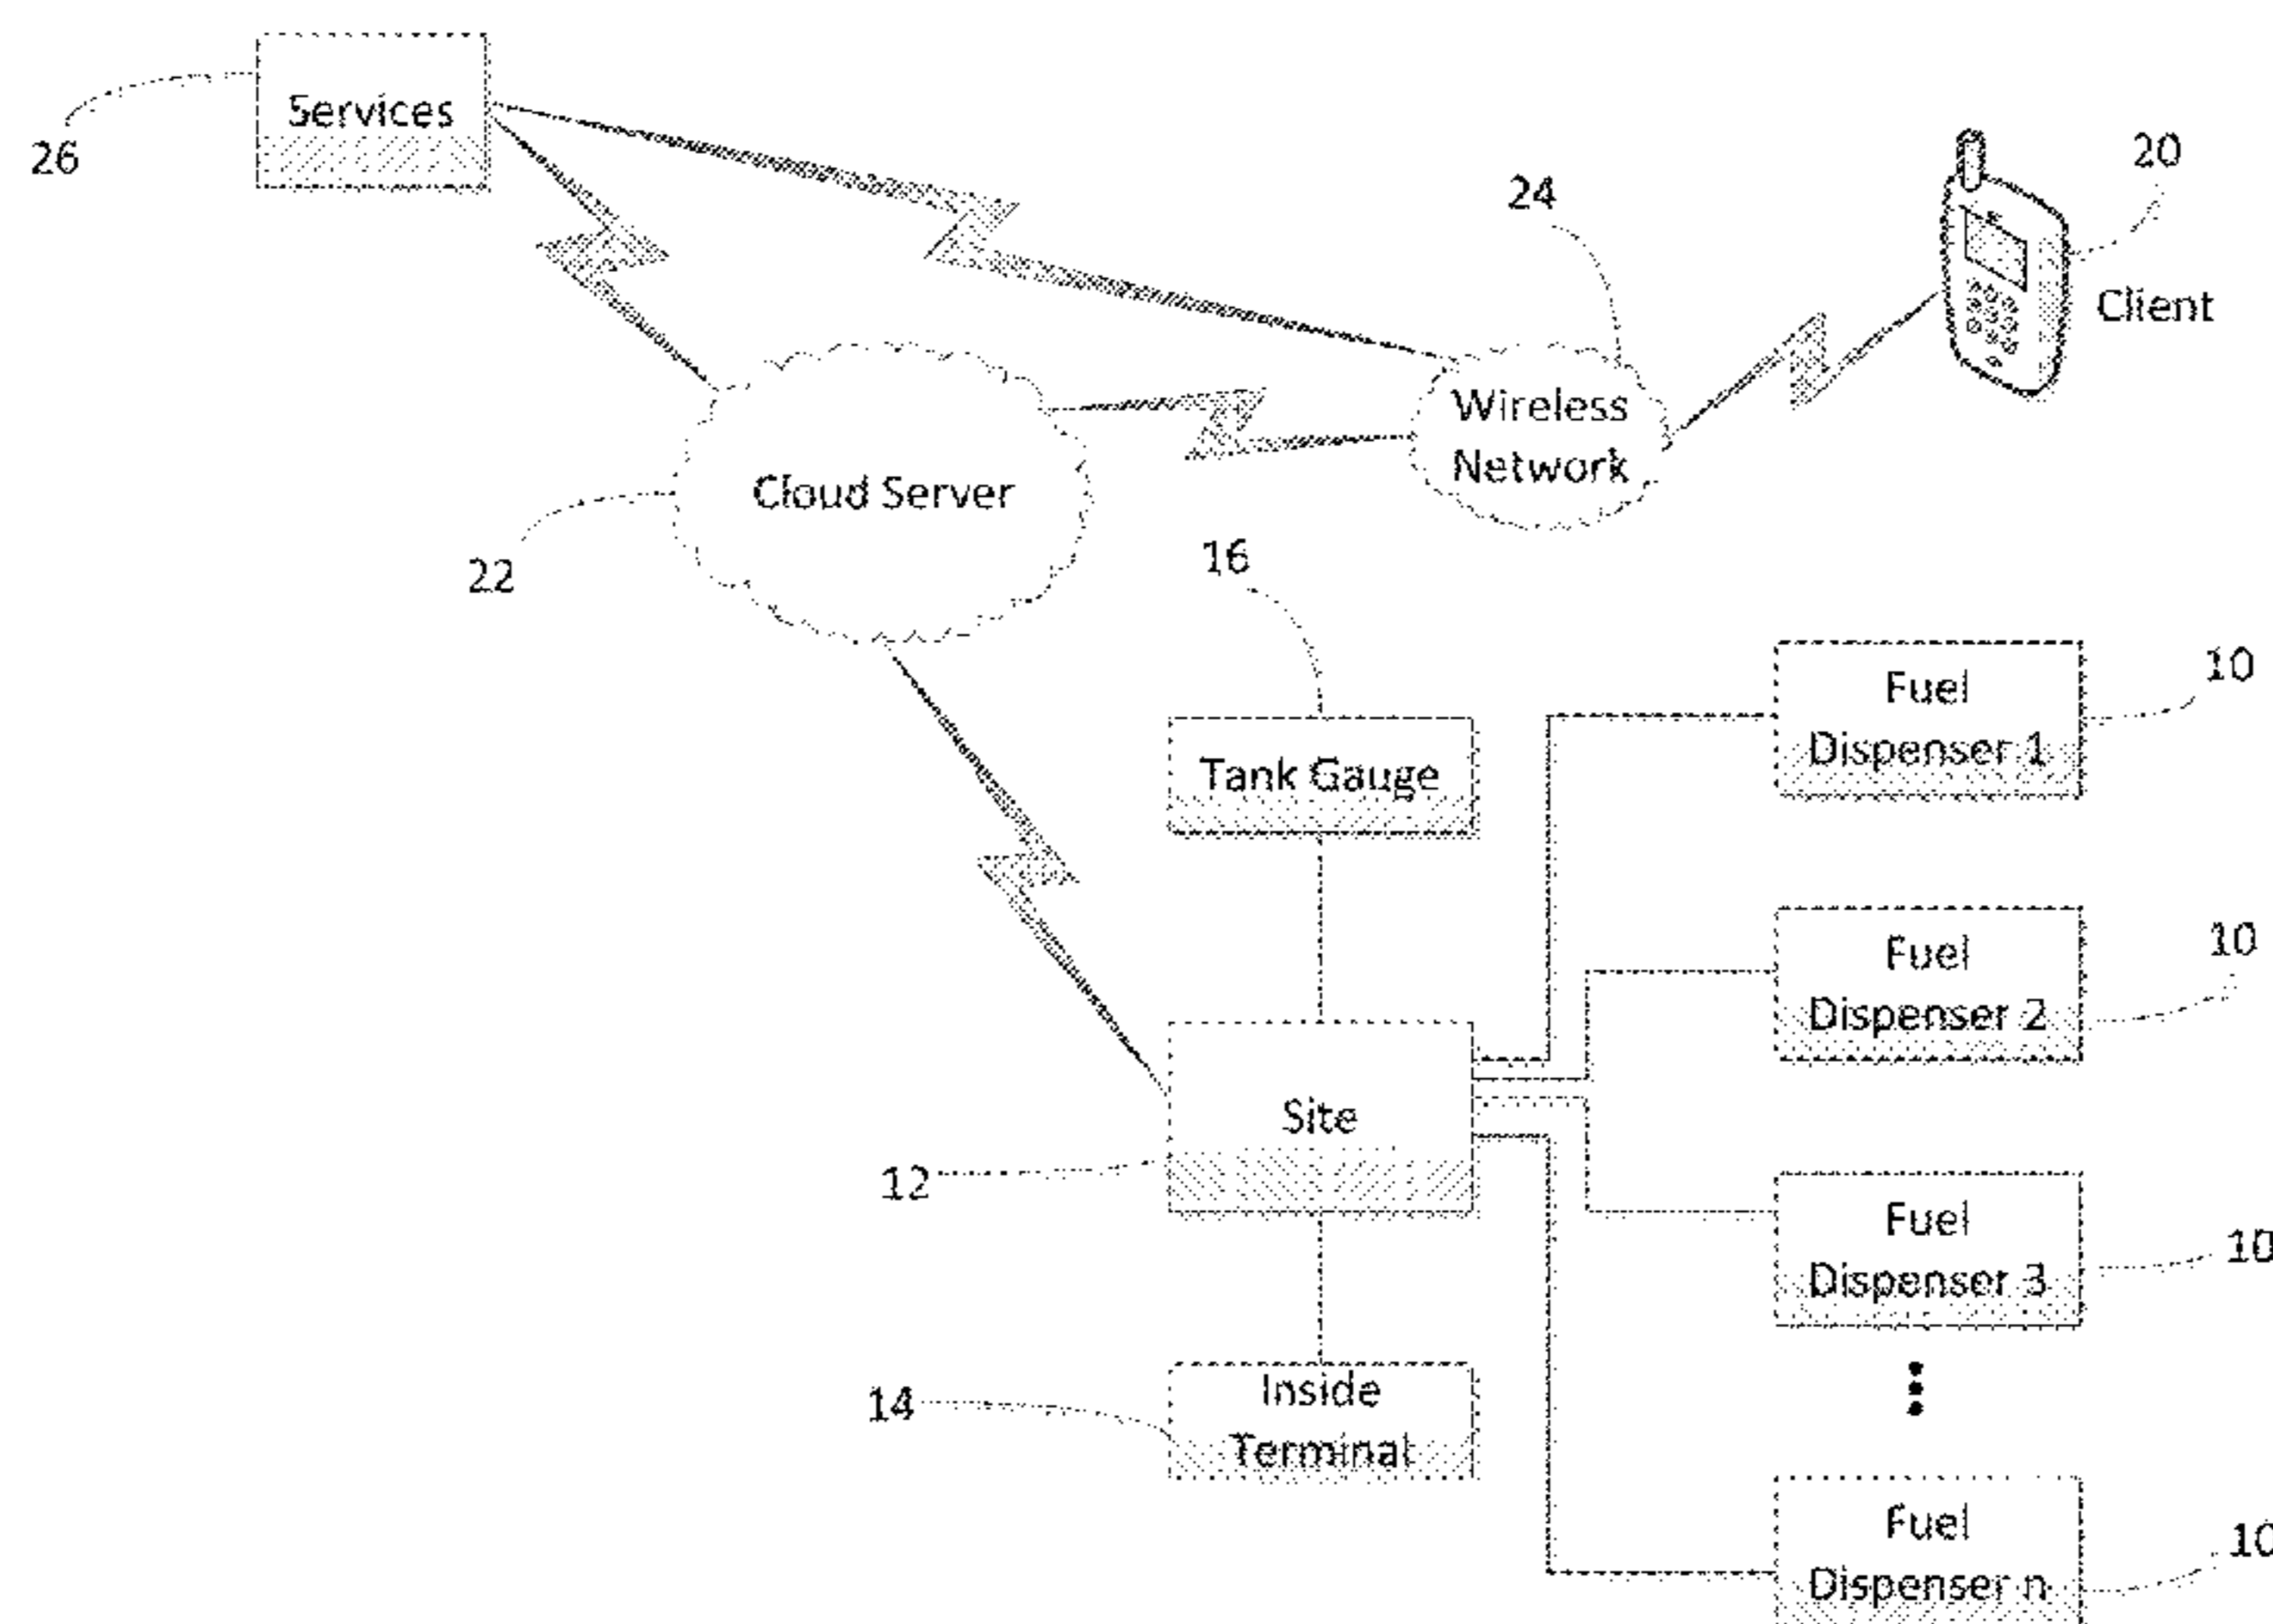 Services
26
20
24
Client
Wireless
Network
Cloud Server
22
16
Fuel
Dispenser 1
10
Tank Gauge
Fuel
Dispenser 2
10
Site
12
Fuel
Dispenser 3
10
Inside
Terminal
14
Fuel
Dispenser n
10